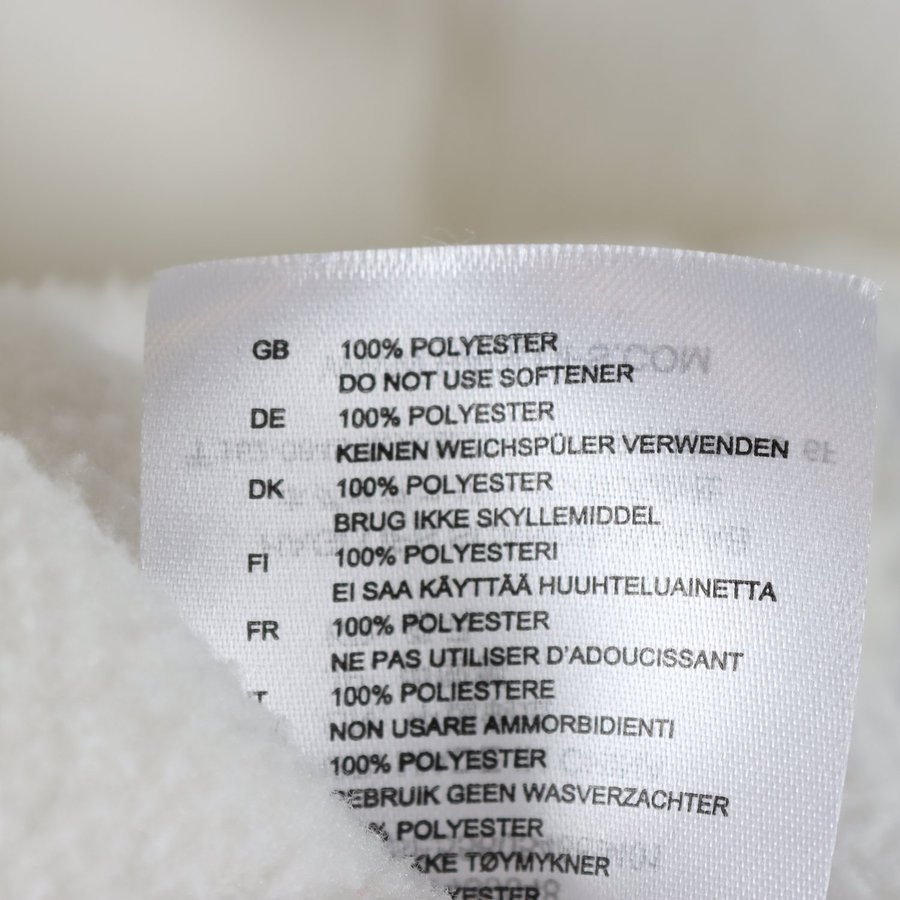 GB 100% POLYESTER
DO NOT USE SOFTENER
DE 100% POLYESTER
KEINEN WEICHSPÜLER VERWENDEN
DK 100% POLYESTER
BRUG IKKE SKYLLEMIDDEL
FI 100% POLYESTERI
EI SAA KÄYTTÄÄ HUUHTELUAINETTA
FR 100% POLYESTER
NE PAS UTILISER D'ADOUCISSANT
100% POLIESTERE
NON USARE AMMORBIDIENTI
100% POLYESTER
GEEN WASVERZACHTER
POLYESTER
TØYMYKNER